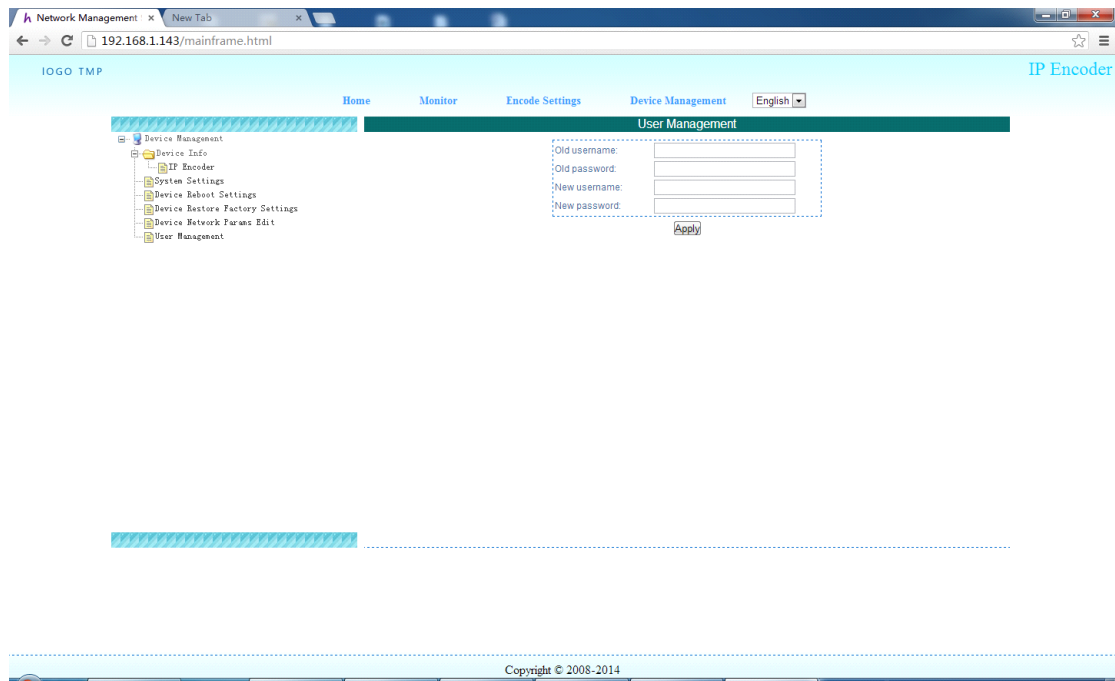 Network Management
New Tab
192.168.1.143/mainframe.html
IOGO TMP
IP Encoder
Home Monitor Encode Settings Device Management English
User Management
Device Management
Device Info
IP Encoder
System Settings
Device Reboot Settings
Device Restore Factory Settings
Device Network Params Edit
User Management
Old username:
Old password:
New username:
New password:
Apply
Copyright © 2008-2014